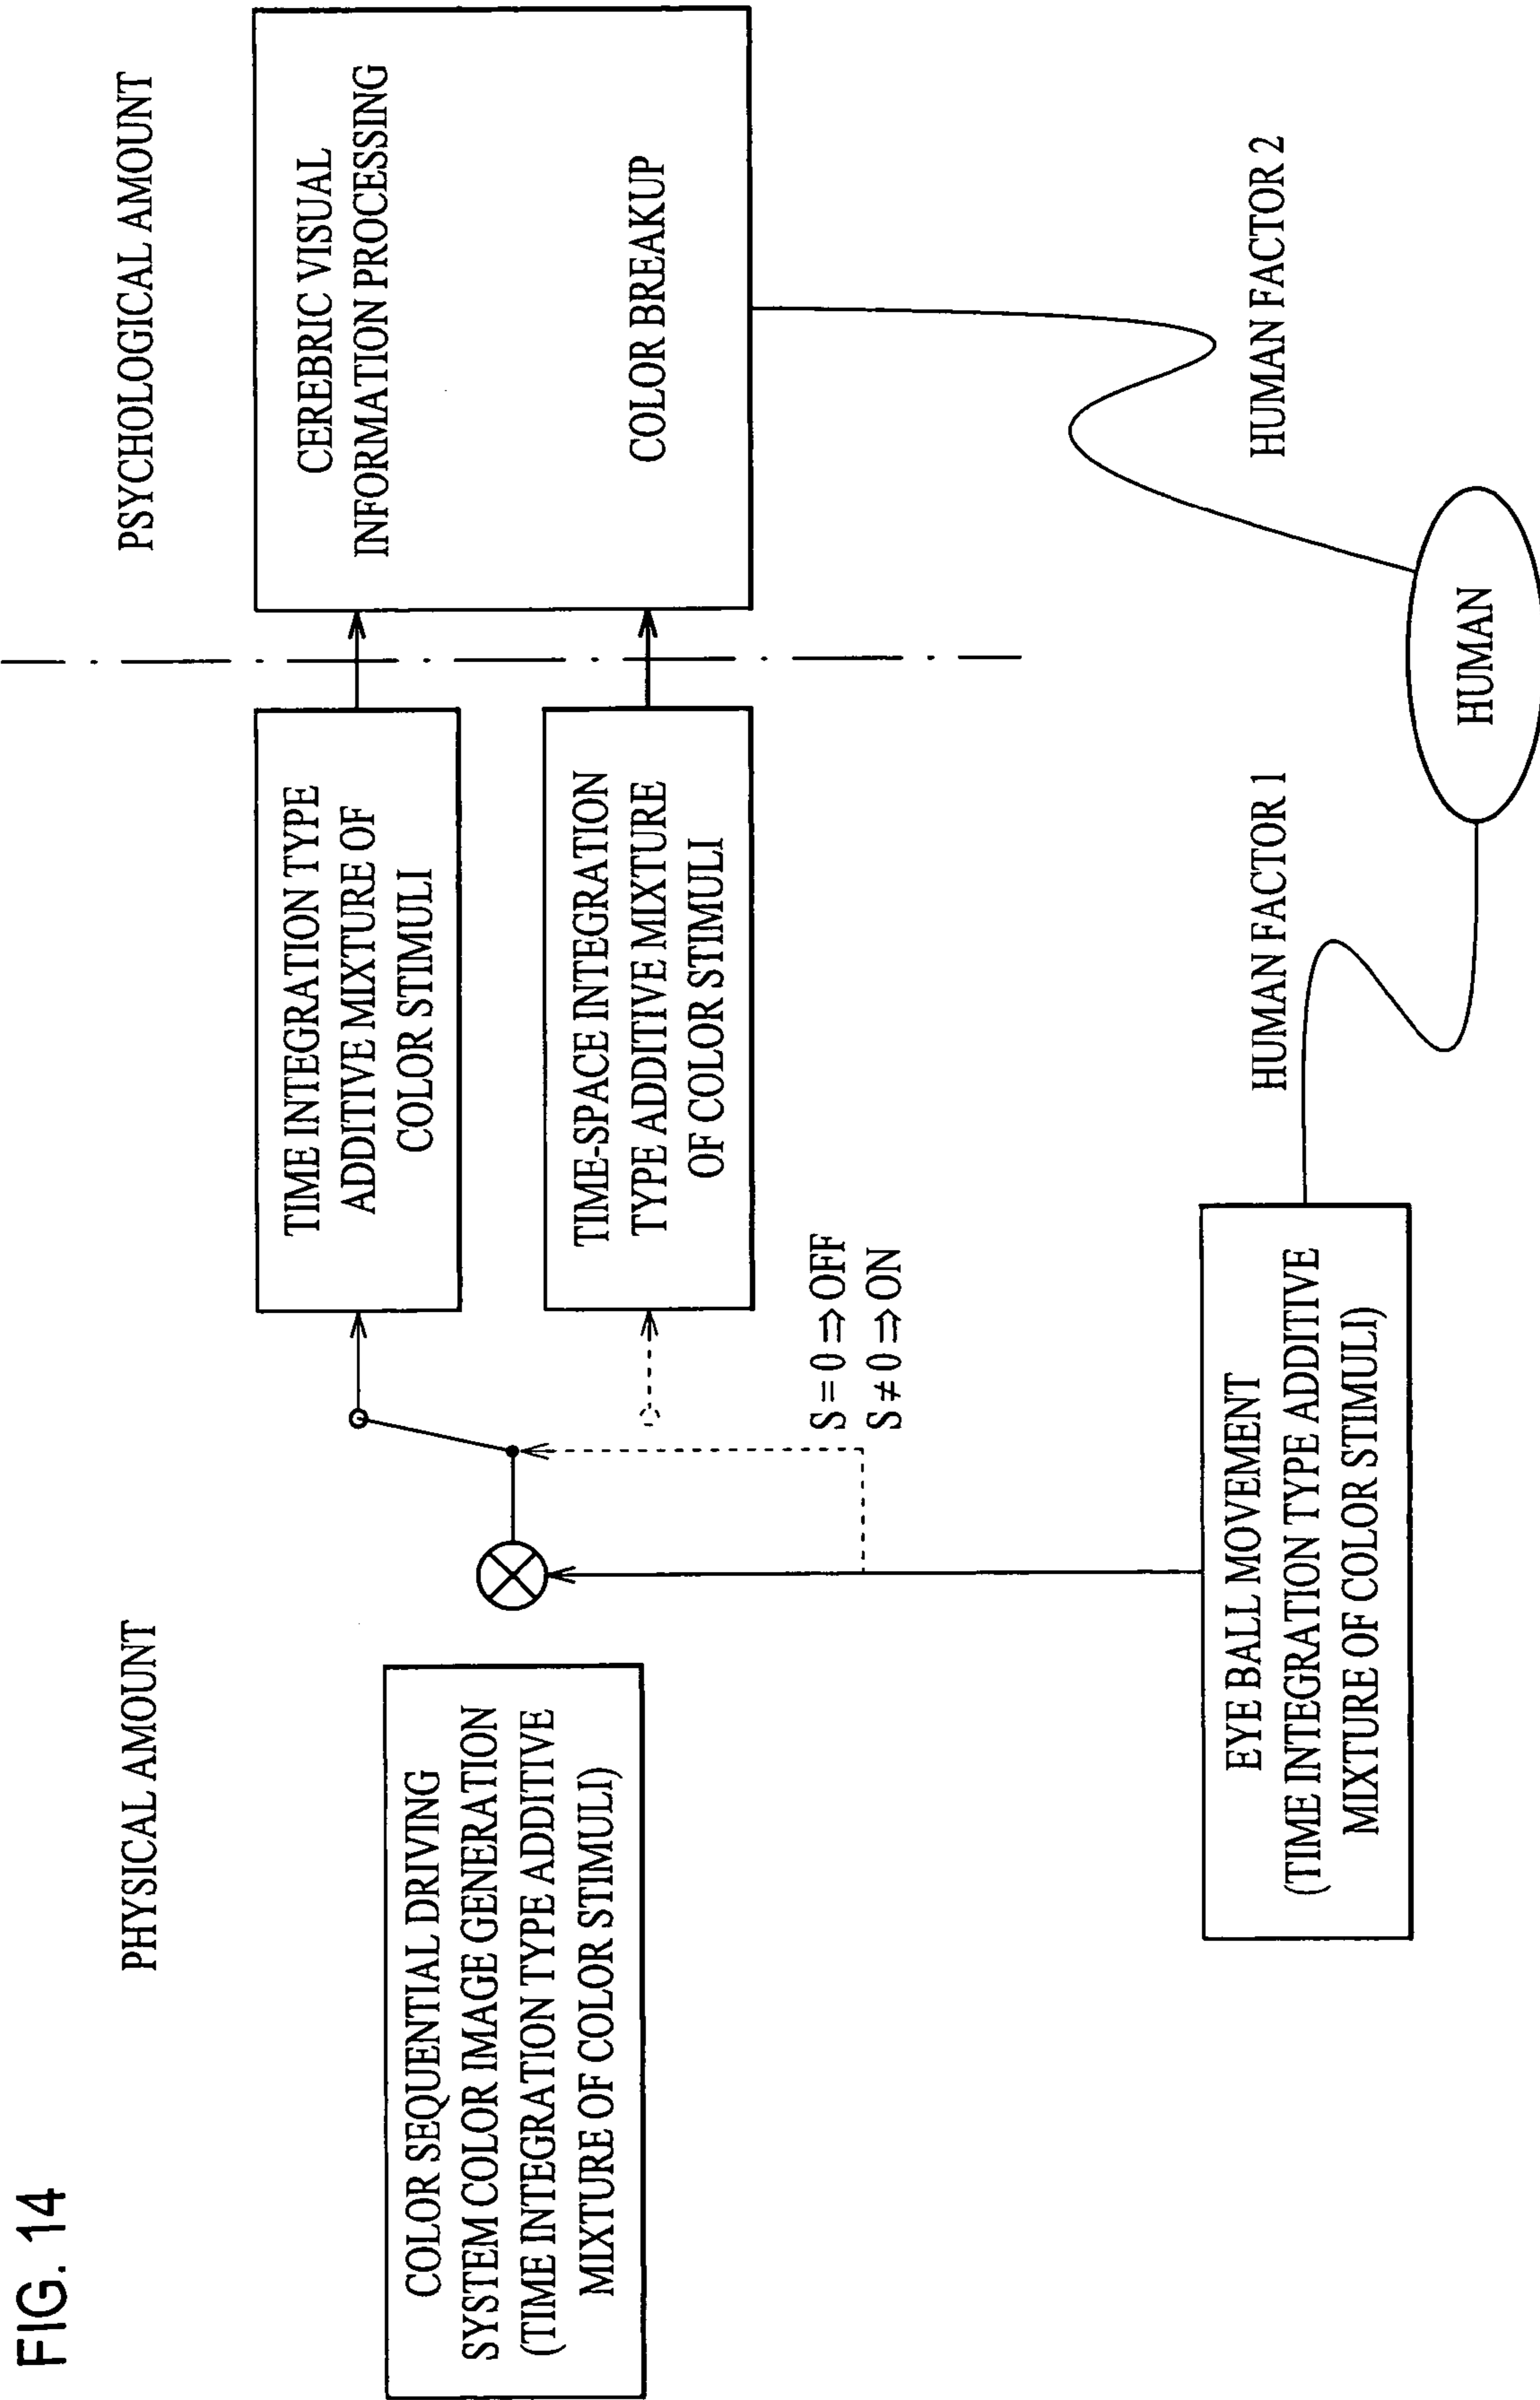 FIG. 14
PHYSICAL AMOUNT
PSYCHOLOGICAL AMOUNT
COLOR SEQUENTIAL DRIVING
SYSTEM COLOR IMAGE GENERATION
(TIME INTEGRATION TYPE ADDITIVE
MIXTURE OF COLOR STIMULI)
TIME INTEGRATION TYPE
ADDITIVE MIXTURE OF
COLOR STIMULI
TIME-SPACE INTEGRATION
TYPE ADDITIVE MIXTURE
OF COLOR STIMULI
CEREBRIC VISUAL
INFORMATION PROCESSING
COLOR BREAKUP
S = 0 ⇒ OFF
S ≠ 0 ⇒ ON
EYE BALL MOVEMENT
(TIME INTEGRATION TYPE ADDITIVE
MIXTURE OF COLOR STIMULI)
HUMAN FACTOR 1
HUMAN FACTOR 2
HUMAN